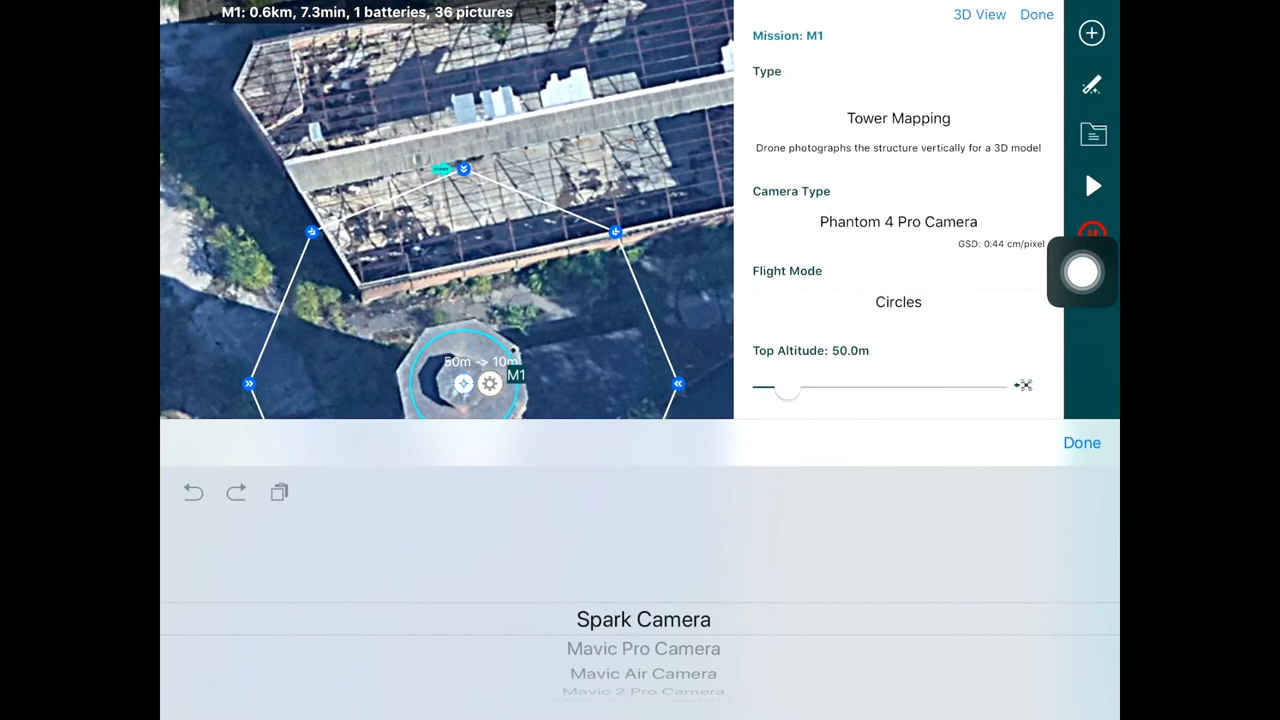 M1: 0.6km, 7.3min, 1 batteries, 36 pictures
3D View Done
Mission: M1
Type
Tower Mapping
Drone photographs the structure vertically for a 3D model
Camera Type
Phantom 4 Pro Camera
GSD: 0.44 cm/pixel
Flight Mode
Circles
Top Altitude: 50.0m
START
50m -> 10m
M1
Done
Spark Camera
Mavic Pro Camera
Mavic Air Camera
Mavic 2 Pro Camera